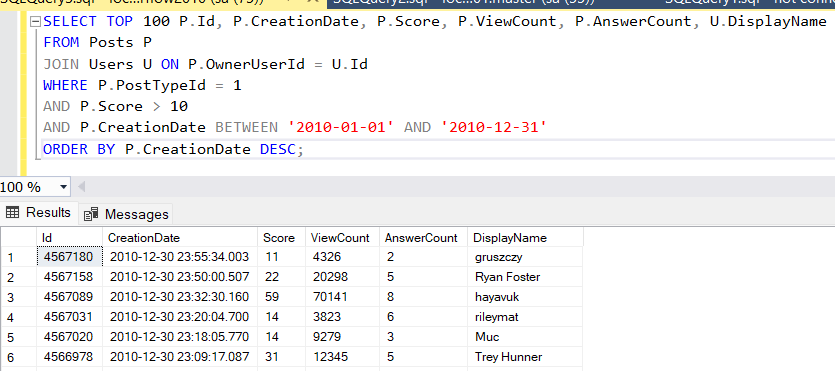 SELECT TOP 100 P.Id, P.CreationDate, P.Score, P.ViewCount, P.AnswerCount, U.DisplayName
FROM Posts P
JOIN Users U ON P.OwnerUserId = U.Id
WHERE P.PostTypeId = 1
AND P.Score > 10
AND P.CreationDate BETWEEN '2010-01-01' AND '2010-12-31'
ORDER BY P.CreationDate DESC;
100 %
Results Messages
Id CreationDate Score ViewCount AnswerCount DisplayName
1 4567180 2010-12-30 23:55:34.003 11 4326 2 gruszczy
2 4567158 2010-12-30 23:50:00.507 22 20298 5 Ryan Foster
3 4567089 2010-12-30 23:32:30.160 59 70141 8 hayavuk
4 4567031 2010-12-30 23:20:04.700 14 3823 6 rileymat
5 4567020 2010-12-30 23:18:05.770 14 9279 3 Muc
6 4566978 2010-12-30 23:09:17.087 31 12345 5 Trey Hunner